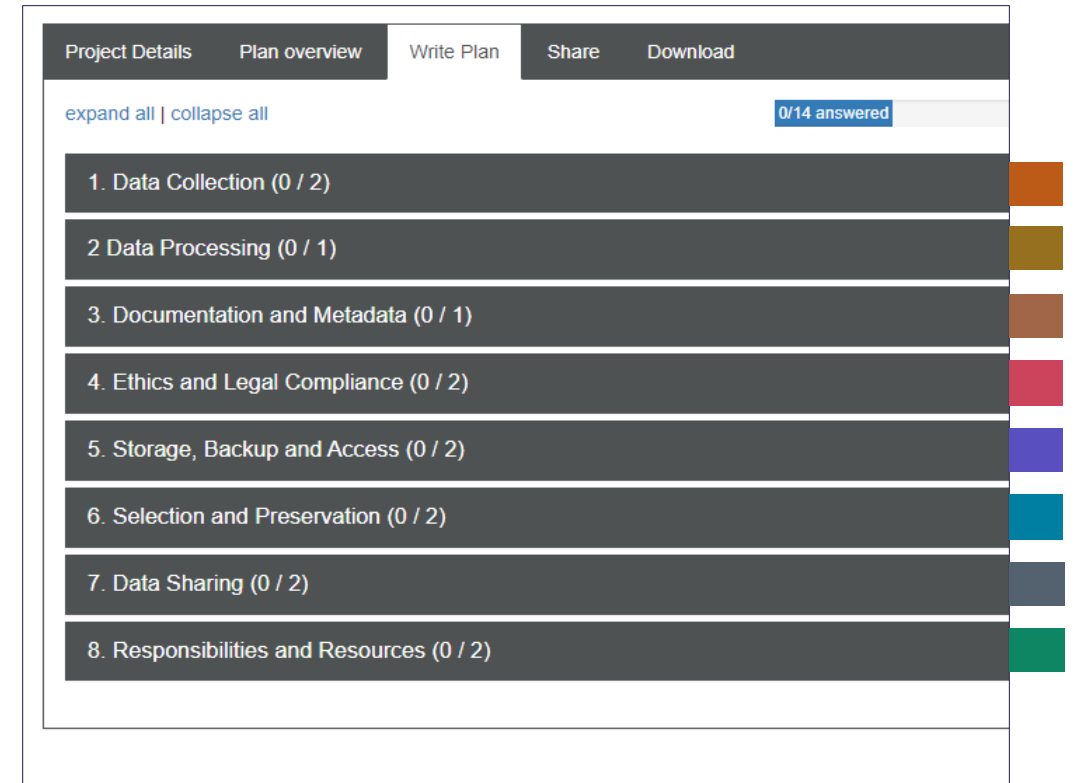 Project Details Plan overview Write Plan Share Download
expand all | collapse all 0/14 answered
1. Data Collection (0 / 2)
2 Data Processing (0 / 1)
3. Documentation and Metadata (0 / 1)
4. Ethics and Legal Compliance (0 / 2)
5. Storage, Backup and Access (0 / 2)
6. Selection and Preservation (0 / 2)
7. Data Sharing (0 / 2)
8. Responsibilities and Resources (0 / 2)